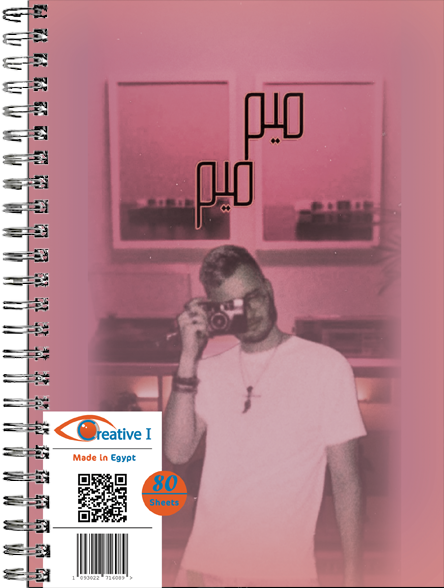 ميم
ميم
Creative I
Made in Egypt
80
Sheets